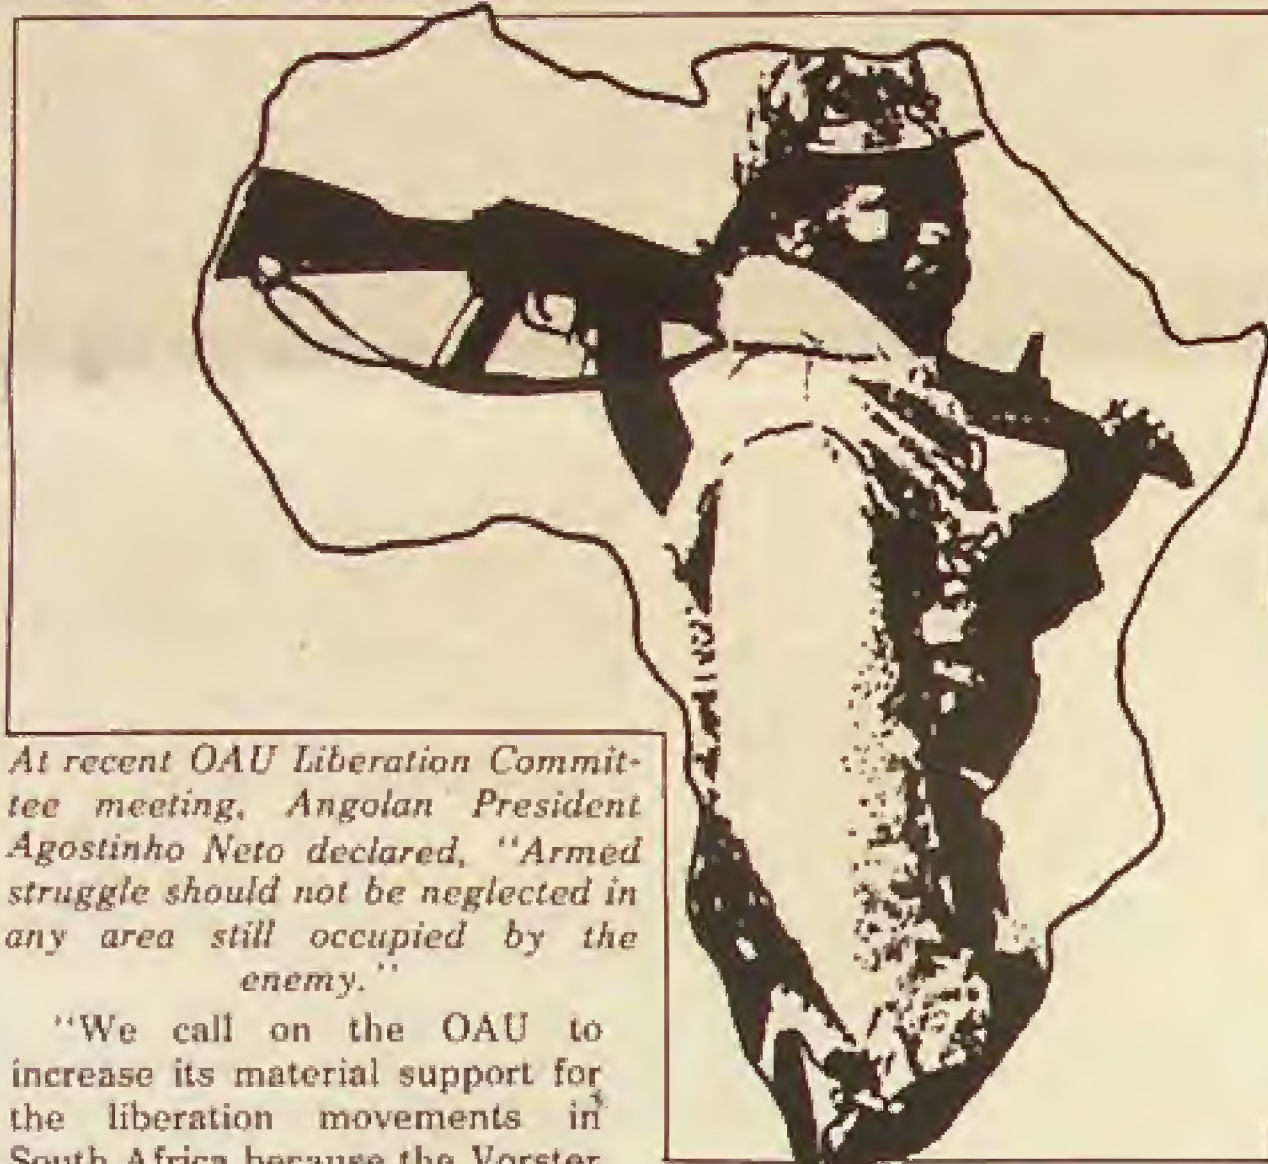 At recent OAU Liberation Commit-
tee meeting, Angolan President
Agostinho Neto declared, "Armed
struggle should not be neglected in
any area still occupied by the
enemy."
"We call on the OAU to
increase its material support for
the liberation movements in
South Africa because the Vorster